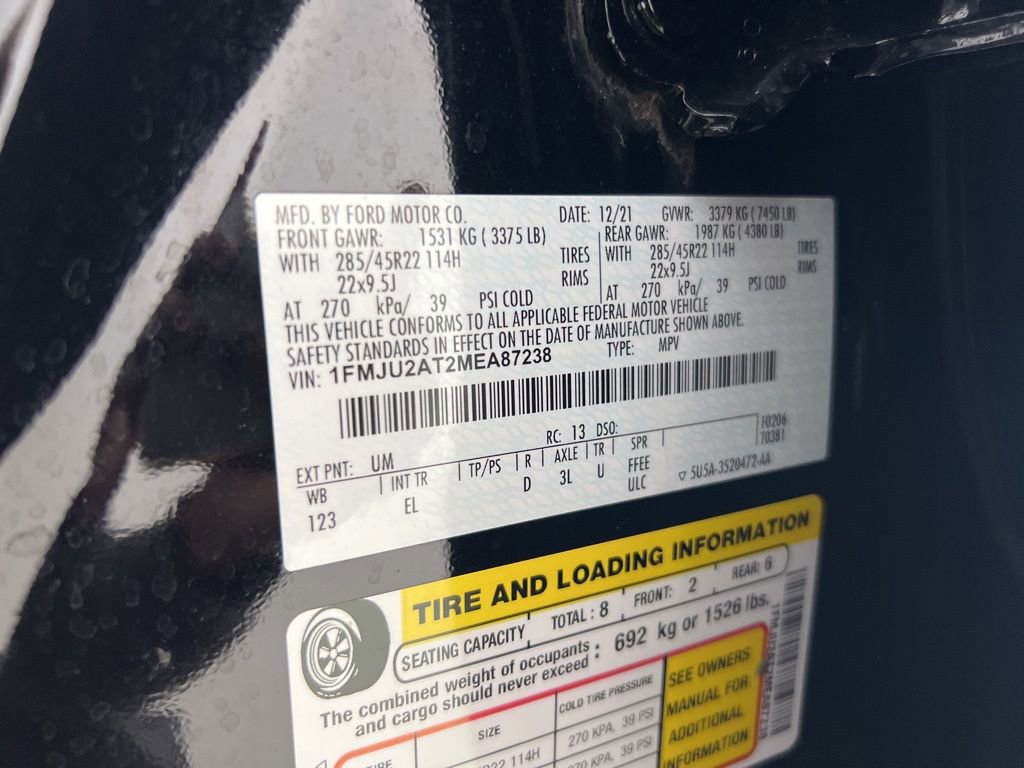 MFD. BY FORD MOTOR CO. DATE: 12/21 GVWR: 3379 KG ( 7450 LB)
FRONT GAWR: 1531 KG ( 3375 LB) REAR GAWR: 1987 KG ( 4380 LB)
WITH 285/45R22 114H TIRES WITH 285/45R22 114H TIRES
22x9.5J RIMS 22x9.5J RIMS
AT 270 kPa/ 39 PSI COLD AT 270 kPa/ 39 PSI COLD
THIS VEHICLE CONFORMS TO ALL APPLICABLE FEDERAL MOTOR VEHICLE
SAFETY STANDARDS IN EFFECT ON THE DATE OF MANUFACTURE SHOWN ABOVE.
VIN: 1FMJU2AT2MEA87238 TYPE: MPV
F0206
RC: 13 DSO: T0381
EXT PNT: UM
WB INT TR TP/PS R AXLE TR SPR
123 EL D 3L U FFEE
ULC ▽ 5U5A-3520472-AA
TIRE AND LOADING INFORMATION
SEATING CAPACITY TOTAL : 8 FRONT: 2 REAR: 6
The combined weight of occupants
and cargo should never exceed : 692 kg or 1526 lbs.
TIRE SIZE COLD TIRE PRESSURE
114H 270 KPA, 39 PSI
270 KPA, 39 PSI
SEE OWNERS
MANUAL FOR
ADDITIONAL
INFORMATION